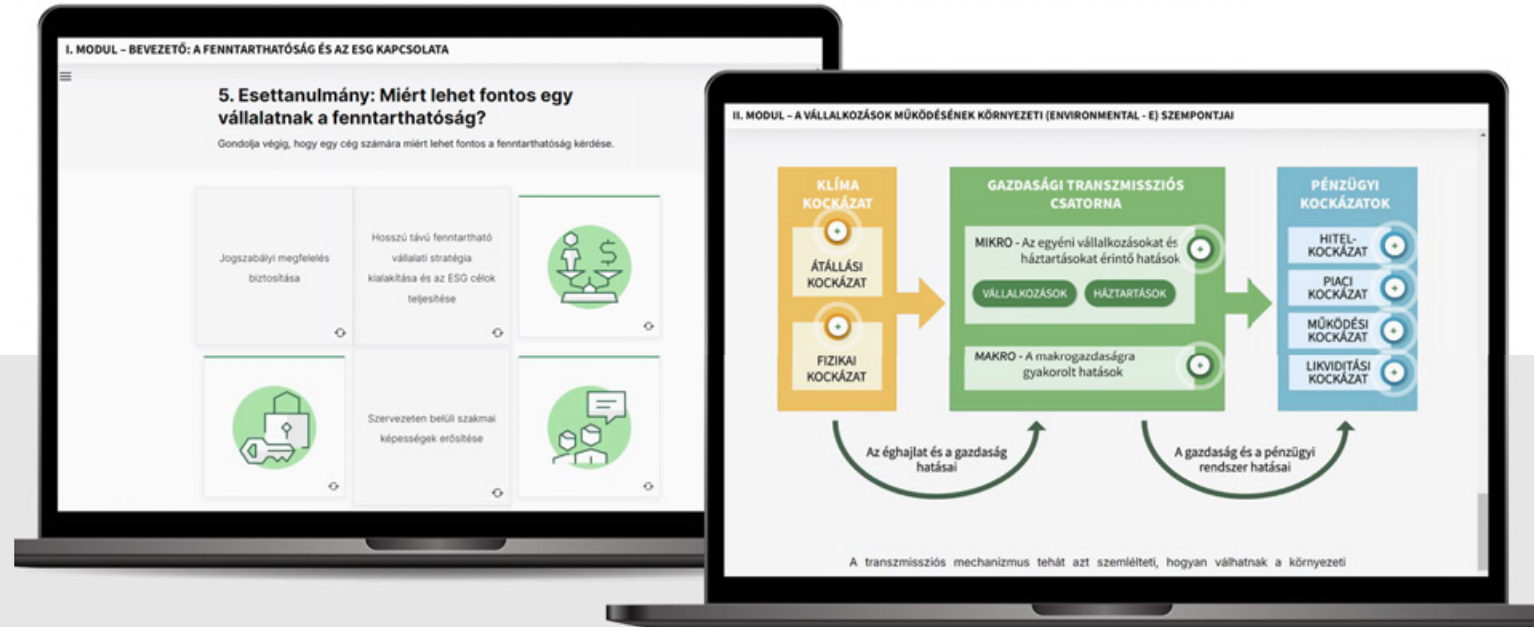 I. MODUL – BEVEZETŐ: A FENNTARTHATÓSÁG ÉS AZ ESG KAPCSOLATA
5. Esettanulmány: Miért lehet fontos egy
vállalatnak a fenntarthatóság?
Gondolja végig, hogy egy cég számára miért lehet fontos a fenntarthatóság kérdése.
Jogszabályi megfelelés
biztosítása
Hosszú távú fenntartható
vállalati stratégia
kialakítása és az ESG célok
teljesítése
$
Szervezeten belüli szakmai
képességek erősítése
II. MODUL – A VÁLLALKOZÁSOK MŰKÖDÉSÉNEK KÖRNYEZETI (ENVIRONMENTAL - E) SZEMPONTJAI
KLÍMA
KOCKÁZAT
ÁTÁLLÁSI
KOCKÁZAT
FIZIKAI
KOCKÁZAT
GAZDASÁGI TRANSZMISSZIÓS
CSATORNA
MIKRO - Az egyéni vállalkozásokat és
háztartásokat érintő hatások
VÁLLALKOZÁSOK
HÁZTARTÁSOK
MAKRO - A makrogazdaságra
gyakorolt hatások
PÉNZÜGYI
KOCKÁZATOK
HITEL-
KOCKÁZAT
PIACI
KOCKÁZAT
MŰKÖDÉSI
KOCKÁZAT
LIKVIDITÁSI
KOCKÁZAT
Az éghajlat és a gazdaság
hatásai
A gazdaság és a pénzügyi
rendszer hatásai
A transzmissziós mechanizmus tehát azt szemlélteti, hogyan válhatnak a környezeti